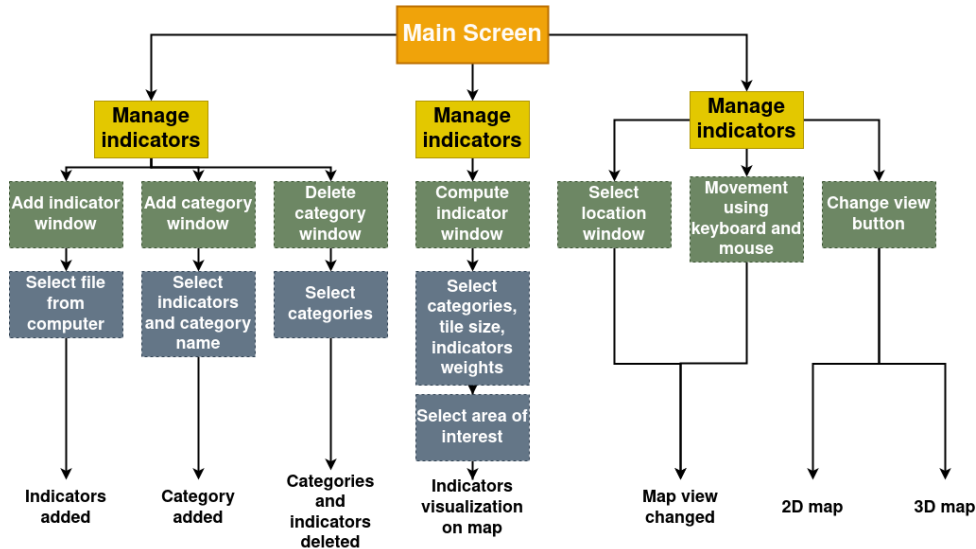 Main Screen
Manage
indicators
Manage
indicators
Manage
indicators
Add indicator
window
Add category
window
Delete
category
window
Compute
indicator
window
Select
location
window
Movement
using
keyboard and
mouse
Change view
button
Select file
from
computer
Select
indicators
and category
name
Select
categories
Select
categories,
tile size,
indicators
weights
Select area of
interest
Indicators
added
Category
added
Categories
and
indicators
deleted
Indicators
visualization
on map
Map view
changed
2D map
3D map